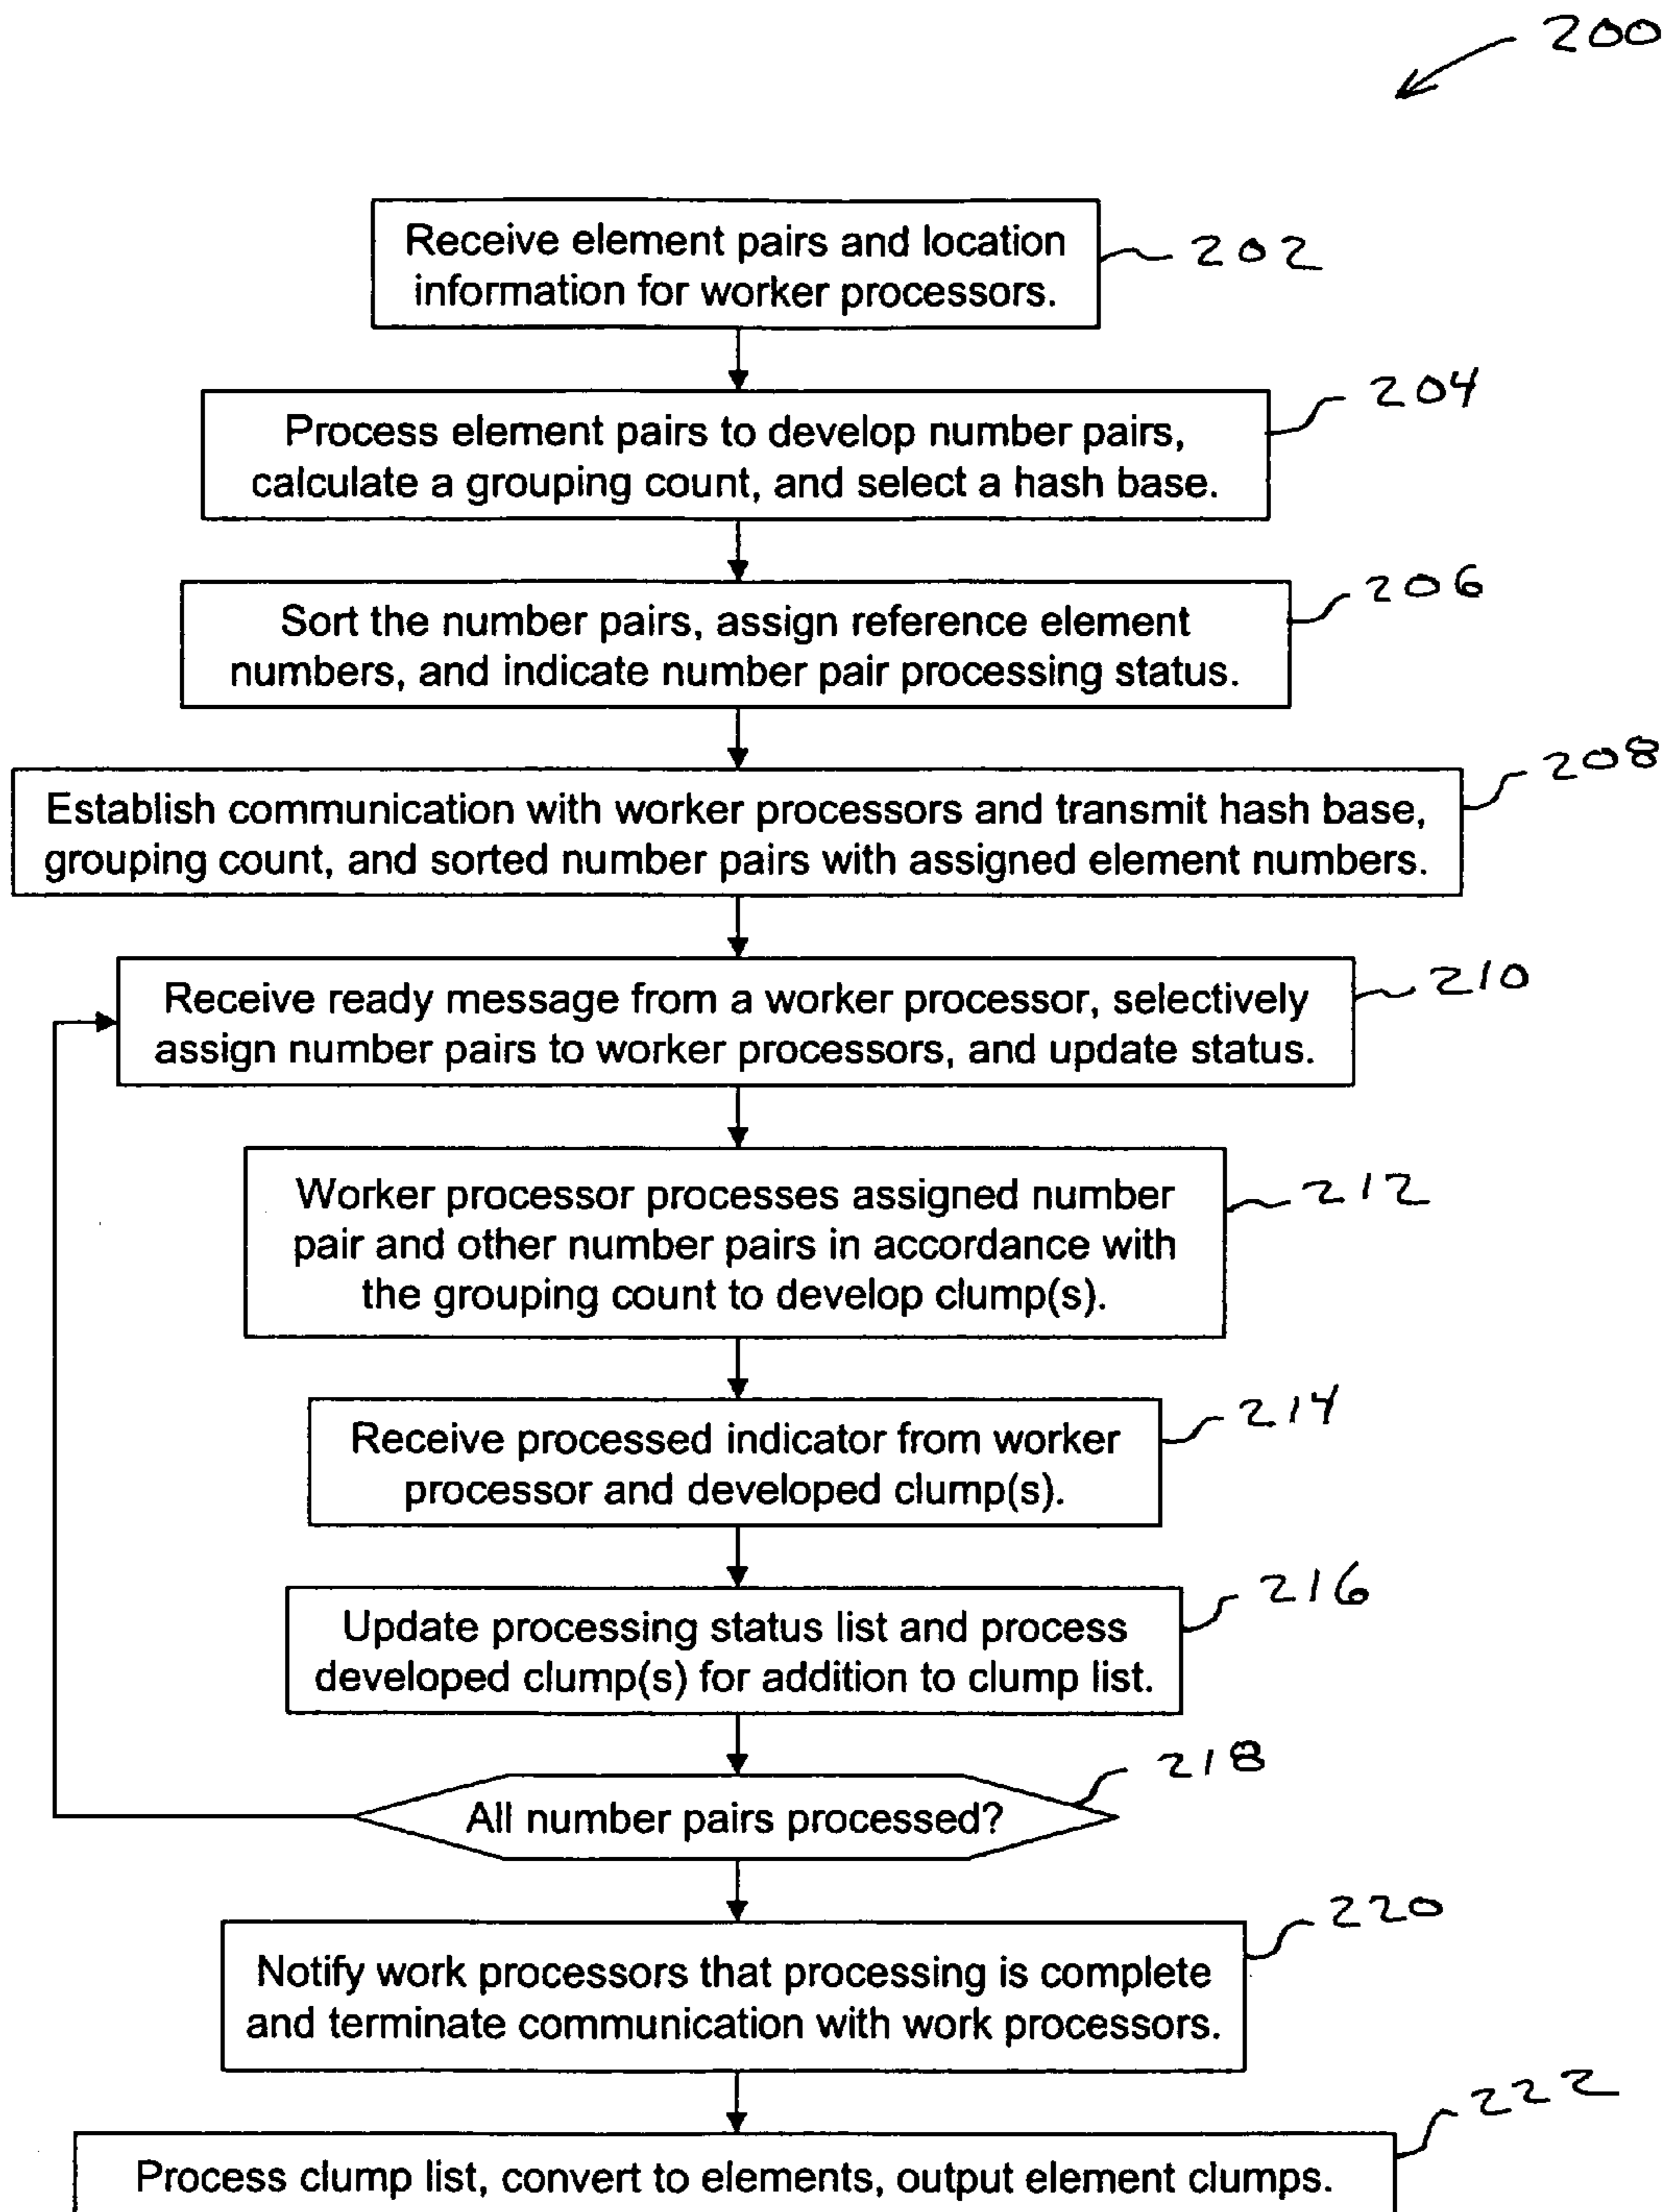 200
Receive element pairs and location
information for worker processors.
202
Process element pairs to develop number pairs,
calculate a grouping count, and select a hash base.
204
Sort the number pairs, assign reference element
numbers, and indicate number pair processing status.
206
Establish communication with worker processors and transmit hash base,
grouping count, and sorted number pairs with assigned element numbers.
208
Receive ready message from a worker processor, selectively
assign number pairs to worker processors, and update status.
210
Worker processor processes assigned number
pair and other number pairs in accordance with
the grouping count to develop clump(s).
212
Receive processed indicator from worker
processor and developed clump(s).
214
Update processing status list and process
developed clump(s) for addition to clump list.
216
All number pairs processed?
218
Notify work processors that processing is complete
and terminate communication with work processors.
220
Process clump list, convert to elements, output element clumps.
222